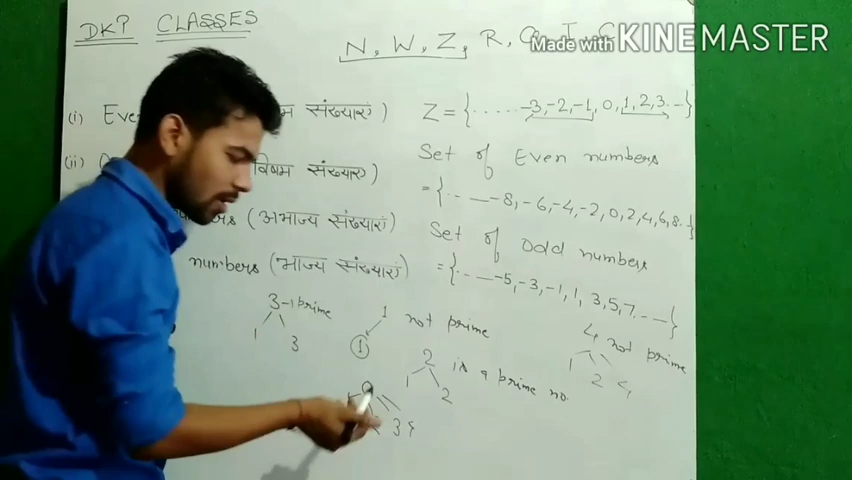 DKP CLASSES
N, W, Z, R, Q, I, C
Made with KINEMASTER
(i) Eve सम संख्याएं)
Z = {......-3,-2,-1, 0, 1, 2, 3...}
(ii) O विषम संख्याएं)
Set of Even numbers
= {.. — -8, -6, -4, -2, 0, 2, 4, 6, 8..}
(अभाज्य संख्याएं)
Set of odd numbers
numbers (भाज्य संख्याएं)
= {.. — -5, -3, -1, 1, 3, 5, 7. — -}
3 → prime
1 3
1 not prime
1
4 not prime
1 2 4
2 is a prime no
1 2
3